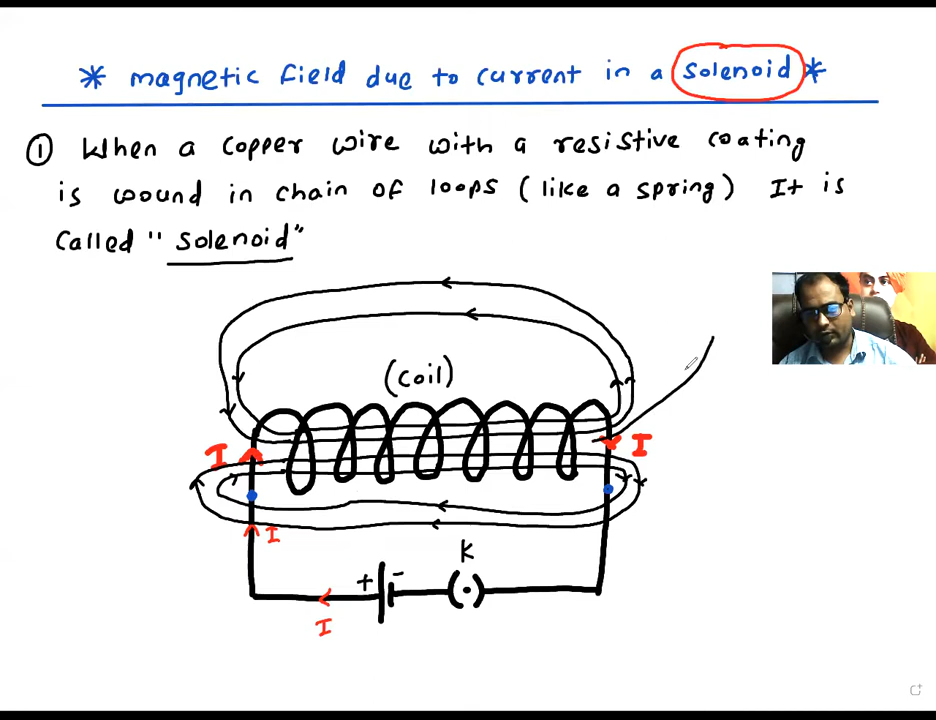 * magnetic field due to current in a solenoid *
① When a copper wire with a resistive coating
is wound in chain of loops (like a spring) It is
called "solenoid"
(coil)
I
I
I
K
+ -
I